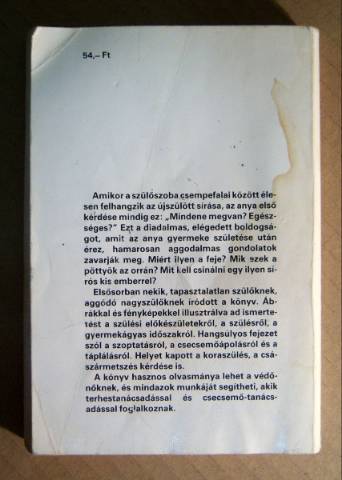 54,– Ft
Amikor a szülőszoba csempefalai között éle-
sen felhangzik az újszülött sírása, az anya első
kérdése mindig ez: „Mindene megvan? Egész-
séges?” Ezt a diadalmas, elégedett boldogsá-
got, amit az anya gyermeke születése után
érez, hamarosan aggodalmas gondolatok
zavarják meg. Miért ilyen a feje? Mik ezek a
pöttyök az orrán? Mit kell csinálni egy ilyen sí-
rós kis emberrel?
Elsősorban nekik, tapasztalatlan szülőknek,
aggódó nagyszülőknek íródott a könyv. Áb-
rákkal és fényképekkel illusztrálva ad ismerte-
tést a szülési előkészületekről, a szülésről, a
gyermekágyas időszakról. Hangsúlyos fejezet
szól a szoptatásról, a csecsemőápolásról és a
táplálásról. Helyet kapott a koraszülés, a csá-
szármetszés kérdése is.
A könyv hasznos olvasmánya lehet a védő-
nőknek, és mindazok munkáját segítheti, akik
terhestanácsadással és csecsemő-tanács-
adással foglalkoznak.